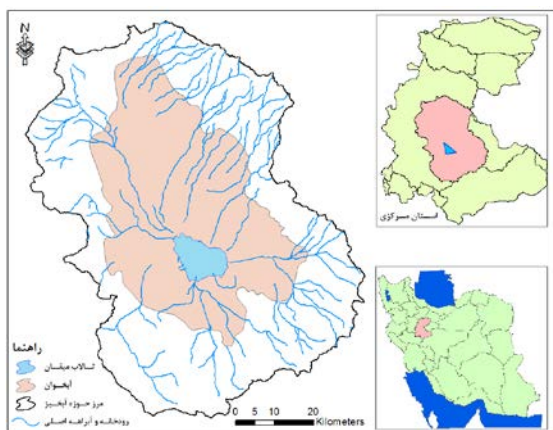 N
راهنما
تالاب میقان
آبخوان
مرز حوزه آبخیز
رودخانه و آبراهه اصلی
0 5 10 20
Kilometers
استان مرکزی